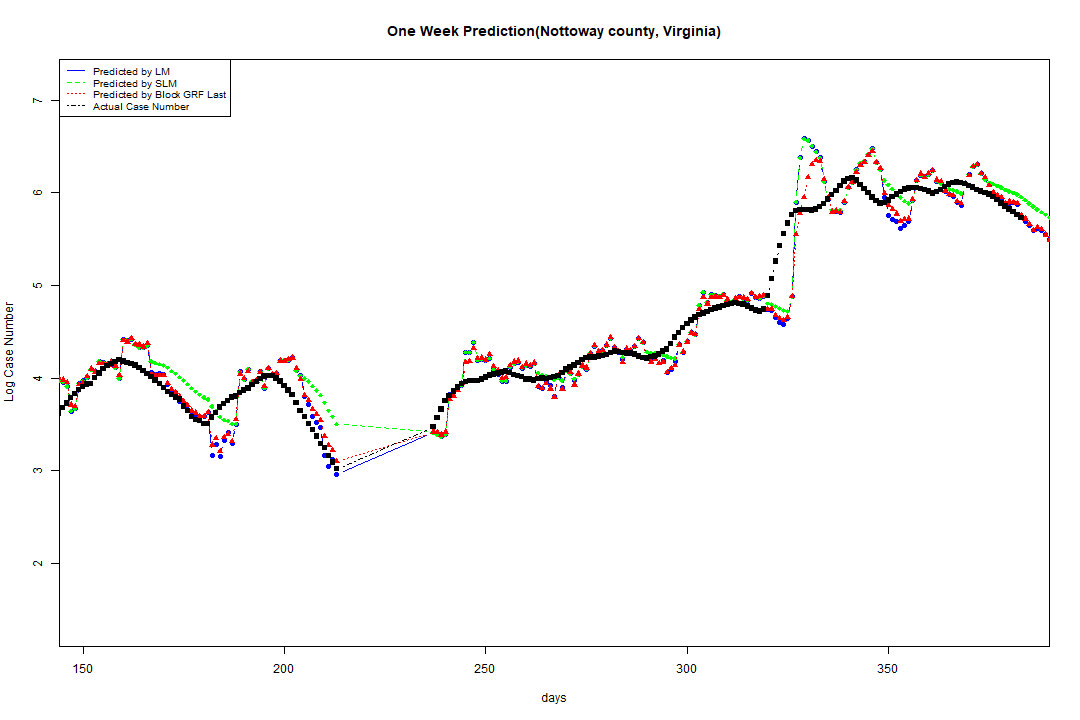 One Week Prediction(Nottoway county, Virginia)
Predicted by LM
Predicted by SLM
Predicted by Block GRF Last
Actual Case Number
7
6
5
4
3
2
Log Case Number
150 200 250 300 350
days